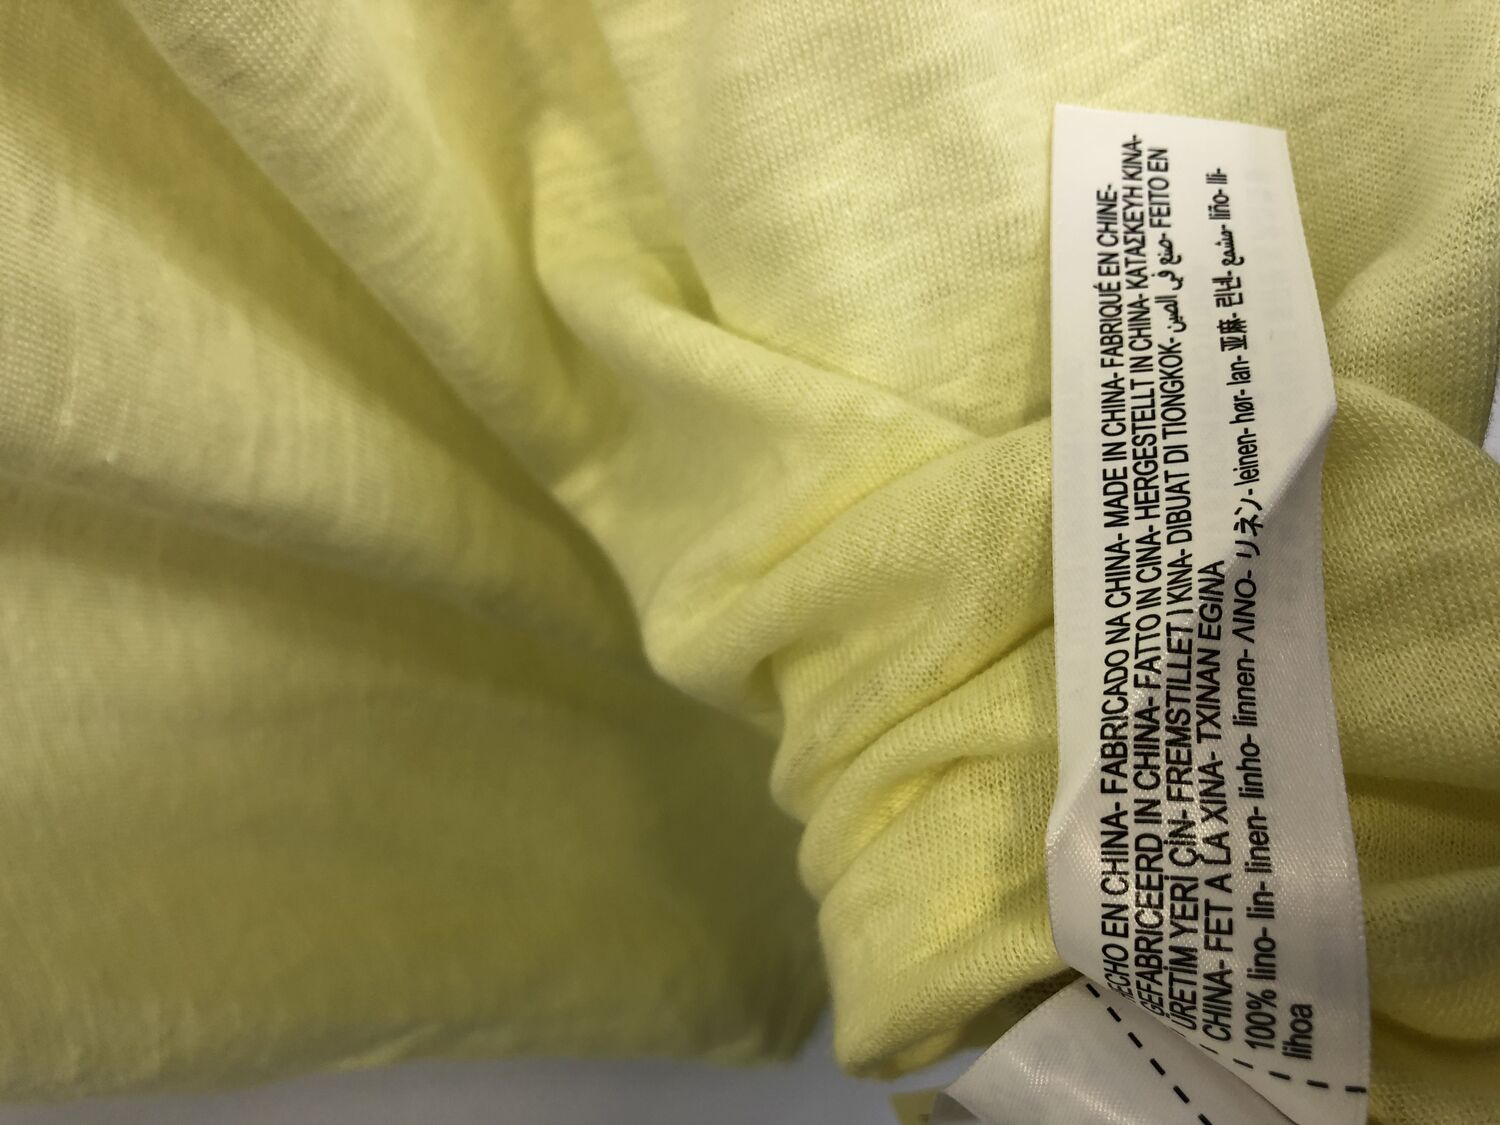 HECHO EN CHINA- FABRICADO NA CHINA- MADE IN CHINA- FABRIQUÉ EN CHINE-
GEFABRICEERD IN CHINA- FATTO IN CINA- HERGESTELLT IN CHINA- ΚΑΤΑΣΚΕΥΗ ΚΙΝΑ-
ÜRETİM YERİ ÇİN- FREMSTILLET I KINA- DIBUAT DI TIONGKOK- صنع في الصين- FEITO EN
CHINA- FET A LA XINA- TXINAN EGINA
100% lino- lin- linen- linho- linnen- ΛΙΝΟ- リネン- leinen- hør- lan- 亚麻- 리넨- مشمع- liño- lli-
lihoa